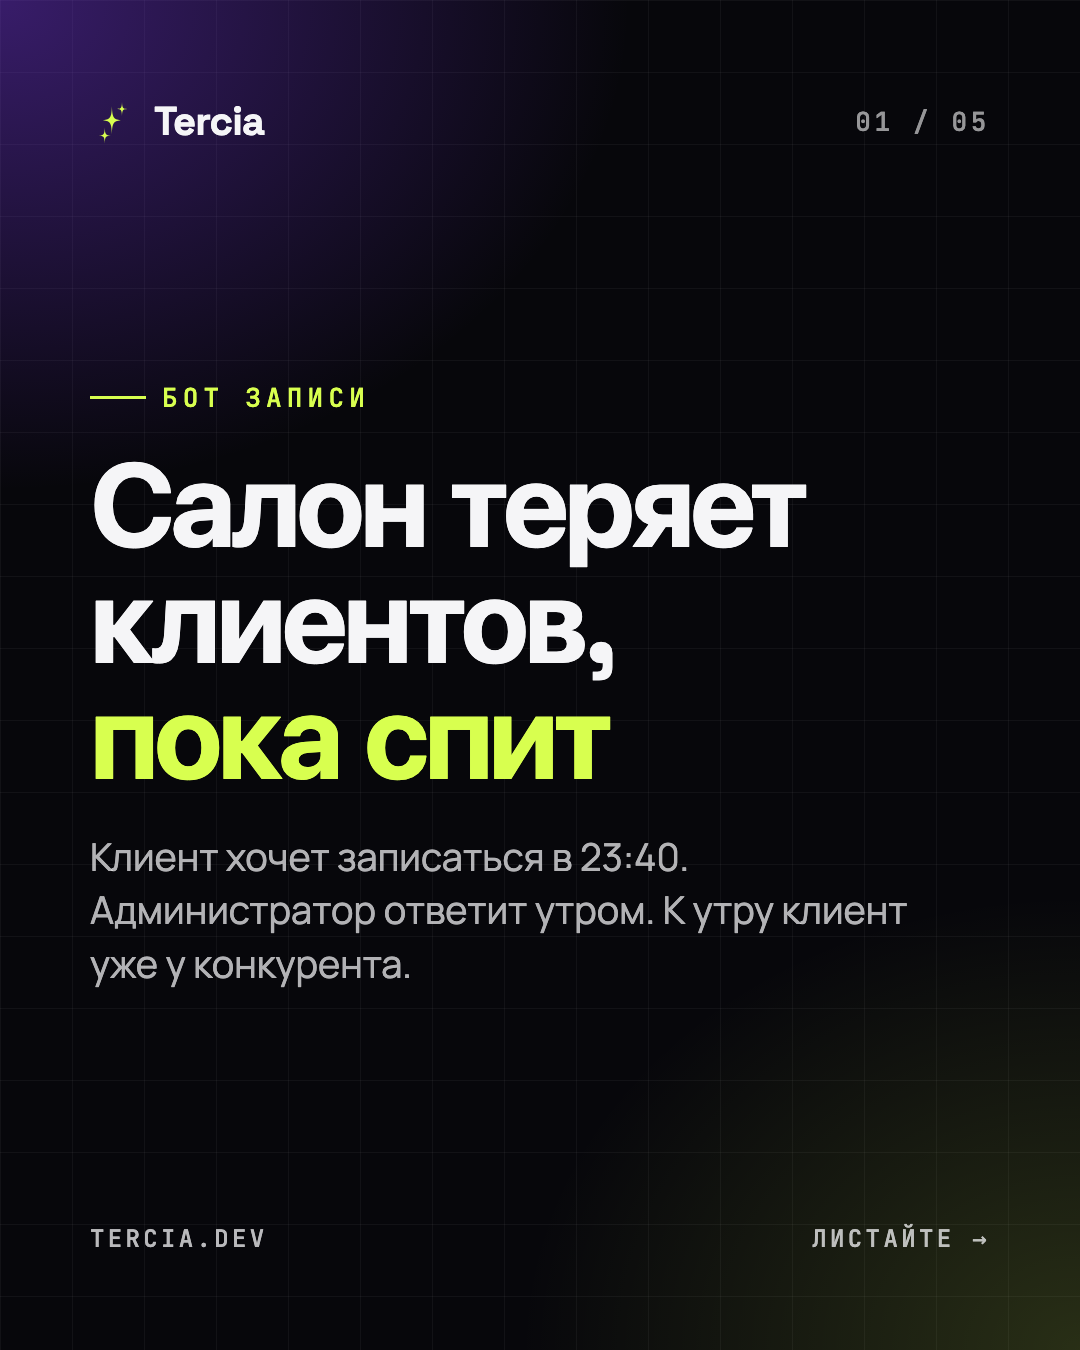 Tercia
01 / 05
БОТ ЗАПИСИ
Салон теряет
клиентов,
пока спит
Клиент хочет записаться в 23:40.
Администратор ответит утром. К утру клиент
уже у конкурента.
TERCIA.DEV
ЛИСТАЙТЕ →